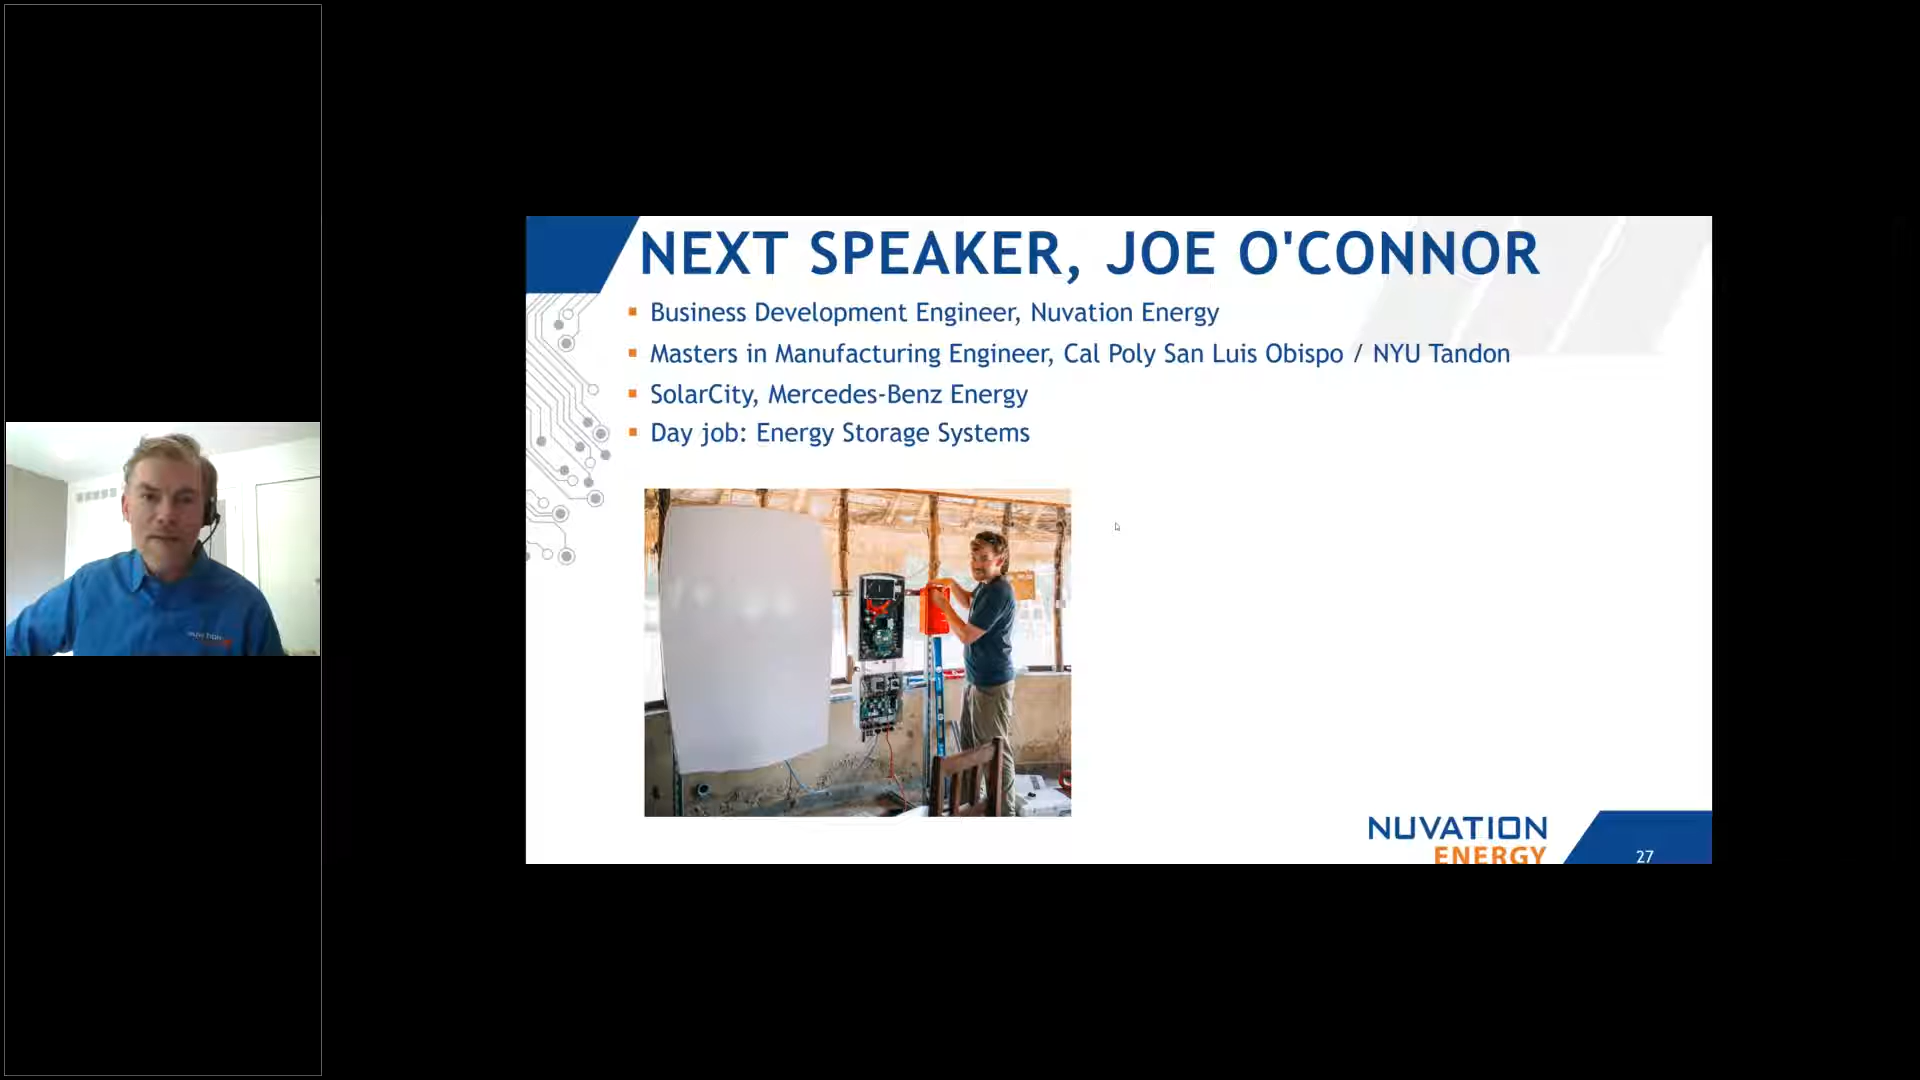 NEXT SPEAKER, JOE O'CONNOR
Business Development Engineer, Nuvation Energy
Masters in Manufacturing Engineer, Cal Poly San Luis Obispo / NYU Tandon
SolarCity, Mercedes-Benz Energy
Day job: Energy Storage Systems
NUVATION
ENERGY
27